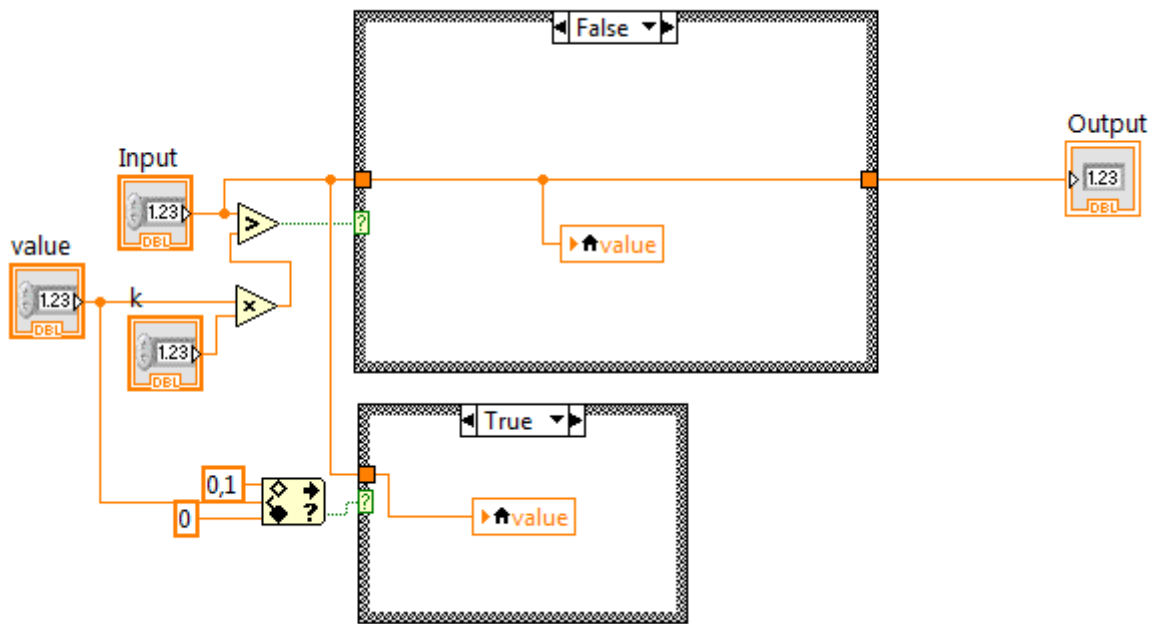 False
Output
1.23
DBL
Input
1.23
DBL
>
?
value
value
1.23
DBL
k
×
1.23
DBL
True
0,1
?
?
0
value